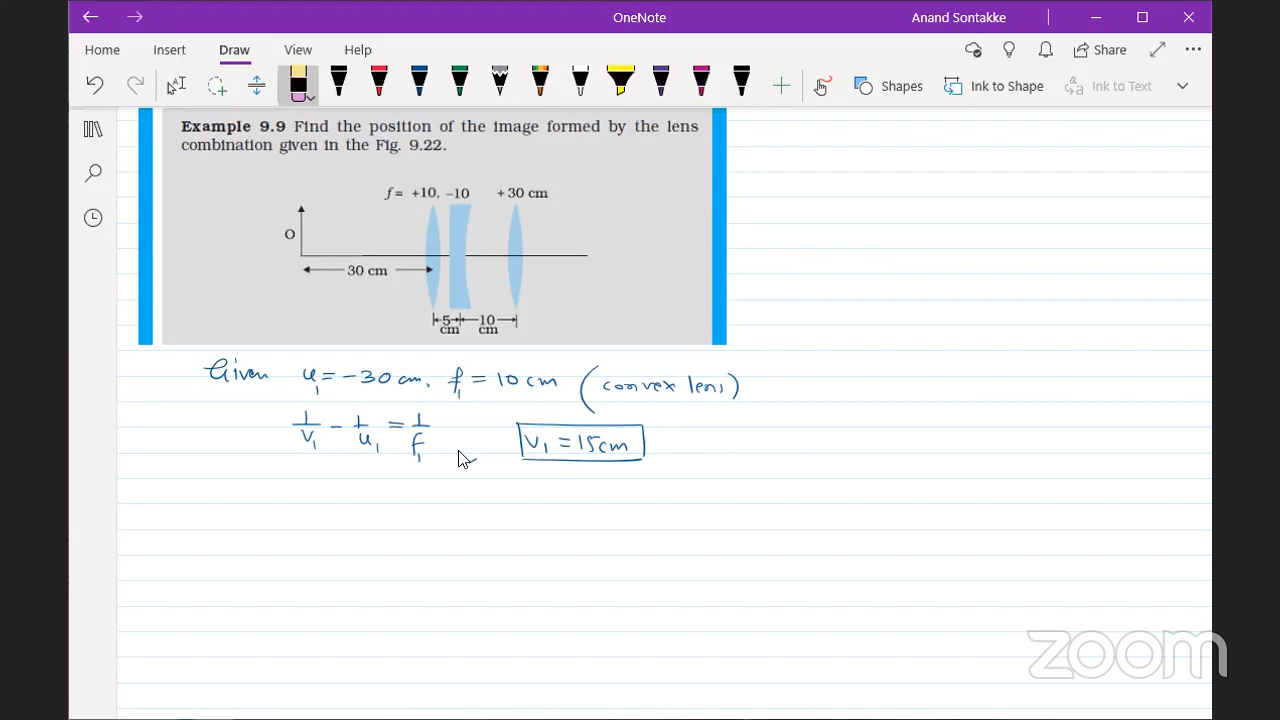 OneNote
Anand Sontakke
Home Insert Draw View Help
Share
Shapes
Ink to Shape
Ink to Text
Example 9.9 Find the position of the image formed by the lens
combination given in the Fig. 9.22.
f = +10, −10 +30 cm
O
30 cm
5 10
cm cm
Given u₁ = −30 cm, f₁ = 10 cm (convex lens)
1/v₁ − 1/u₁ = 1/f₁ v₁ = 15cm
zoom